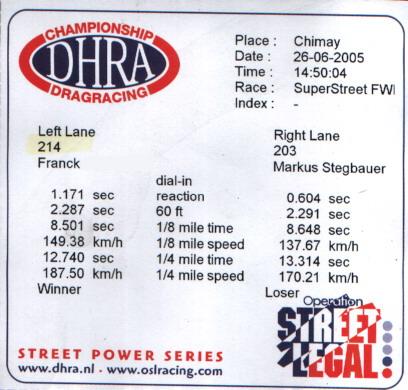 CHAMPIONSHIP
DHRA
DRAGRACING
Place : Chimay
Date : 26-06-2005
Time : 14:50:04
Race : SuperStreet FW
Index : -
Left Lane Right Lane
214 203
Franck Markus Stegbauer
dial-in
1.171 sec reaction 0.604 sec
2.287 sec 60 ft 2.291 sec
8.501 sec 1/8 mile time 8.648 sec
149.38 km/h 1/8 mile speed 137.67 km/h
12.740 sec 1/4 mile time 13.314 sec
187.50 km/h 1/4 mile speed 170.21 km/h
Winner Loser
Operation
STREET
LEGAL
STREET POWER SERIES
www.dhra.nl - www.oslracing.com